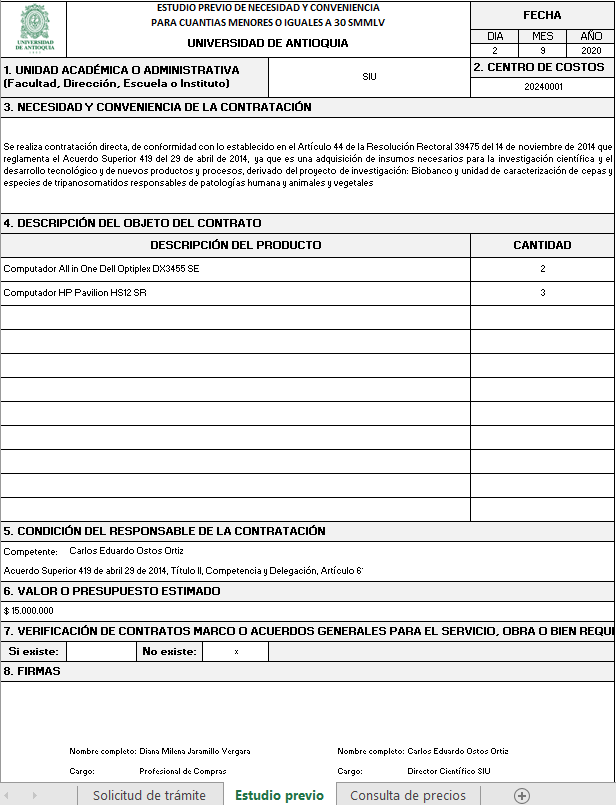 ESTUDIO PREVIO DE NECESIDAD Y CONVENIENCIA
PARA CUANTIAS MENORES O IGUALES A 30 SMMLV
UNIVERSIDAD DE ANTIOQUIA
UNIVERSIDAD
DE ANTIOQUIA
FECHA
DIA MES AÑO
2 9 2020
1. UNIDAD ACADÉMICA O ADMINISTRATIVA
(Facultad, Dirección, Escuela o Instituto)
SIU
2. CENTRO DE COSTOS
20240001
3. NECESIDAD Y CONVENIENCIA DE LA CONTRATACIÓN
Se realiza contratación directa, de conformidad con lo establecido en el Artículo 44 de la Resolución Rectoral 39475 del 14 de noviembre de 2014 que
reglamenta el Acuerdo Superior 419 del 29 de abril de 2014, ya que es una adquisición de insumos necesarios para la investigación científica y el
desarrollo tecnológico y de nuevos productos y procesos, derivado del proyecto de investigación: Biobanco y unidad de caracterización de cepas y
especies de tripanosomatidos responsables de patologías humana y animales y vegetales
4. DESCRIPCIÓN DEL OBJETO DEL CONTRATO
DESCRIPCIÓN DEL PRODUCTO CANTIDAD
Computador All in One Dell Optiplex DX3455 SE 2
Computador HP Pavilion HS12 SR 3
5. CONDICIÓN DEL RESPONSABLE DE LA CONTRATACIÓN
Competente: Carlos Eduardo Ostos Ortiz
Acuerdo Superior 419 de abril 29 de 2014, Título II, Competencia y Delegación, Artículo 6°
6. VALOR O PRESUPUESTO ESTIMADO
$ 15.000.000
7. VERIFICACIÓN DE CONTRATOS MARCO O ACUERDOS GENERALES PARA EL SERVICIO, OBRA O BIEN REQUI
Si existe: No existe: x
8. FIRMAS
Nombre completo: Diana Milena Jaramillo Vergara Nombre completo: Carlos Eduardo Ostos Ortiz
Cargo: Profesional de Compras Cargo: Director Científico SIU
Solicitud de trámite Estudio previo Consulta de precios